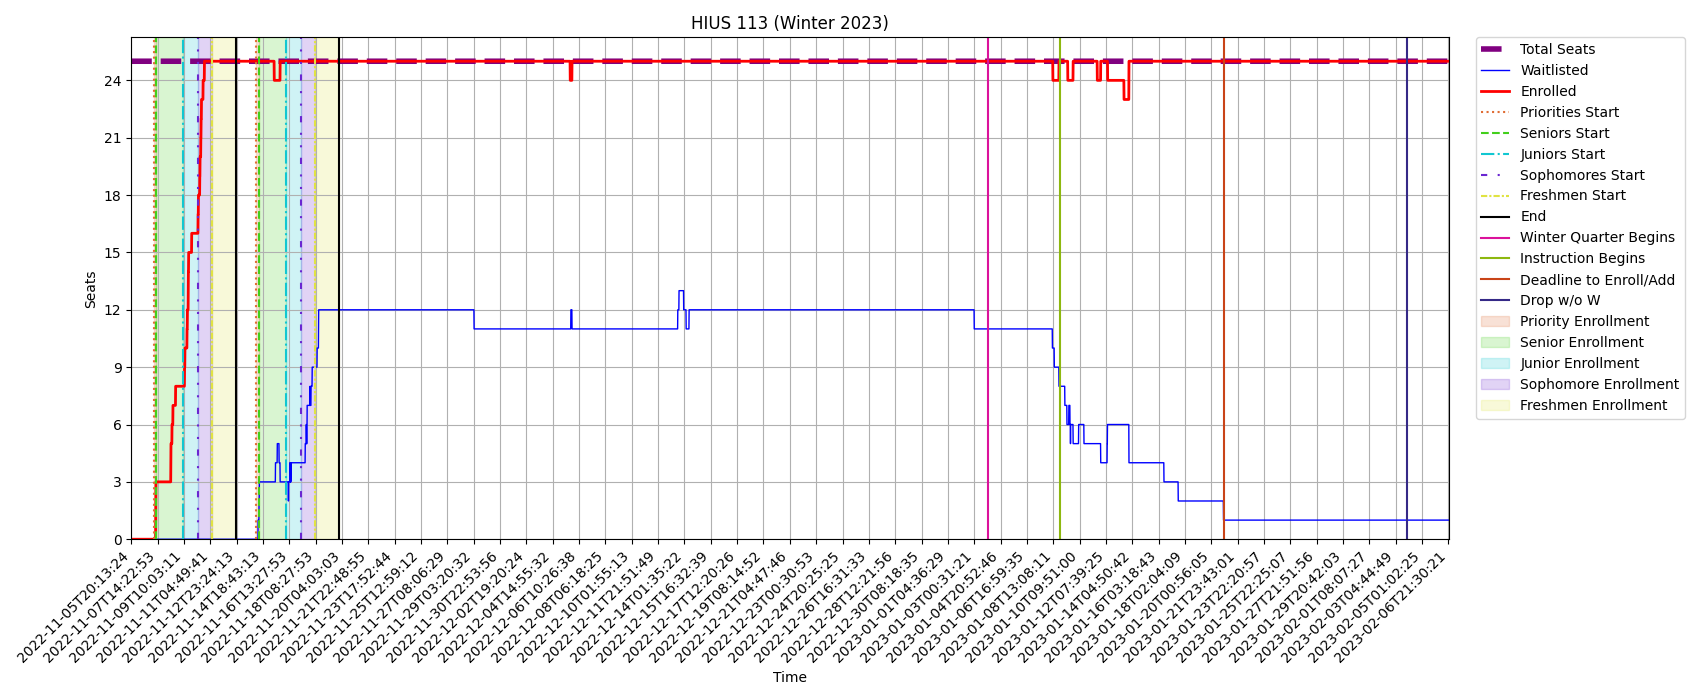 HIUS 113 (Winter 2023)
Seats
24
21
18
15
12
9
6
3
0
2022-11-05T20:13:24
2022-11-07T14:22:53
2022-11-09T10:03:11
2022-11-11T04:49:41
2022-11-12T23:24:13
2022-11-14T18:43:13
2022-11-16T13:27:53
2022-11-18T08:27:53
2022-11-20T04:03:03
2022-11-21T22:48:55
2022-11-23T17:52:44
2022-11-25T12:59:12
2022-11-27T08:06:29
2022-11-29T03:20:32
2022-11-30T22:53:56
2022-12-02T19:20:24
2022-12-04T14:55:32
2022-12-06T10:26:38
2022-12-08T06:18:25
2022-12-10T01:55:13
2022-12-11T21:51:49
2022-12-14T01:35:22
2022-12-15T16:32:39
2022-12-17T12:20:26
2022-12-19T08:14:52
2022-12-21T04:47:46
2022-12-23T00:30:53
2022-12-24T20:25:25
2022-12-26T16:31:33
2022-12-28T12:21:56
2022-12-30T08:18:35
2023-01-01T04:36:29
2023-01-03T00:31:21
2023-01-04T20:52:46
2023-01-06T16:59:35
2023-01-08T13:08:11
2023-01-10T09:51:00
2023-01-12T07:39:25
2023-01-14T04:50:42
2023-01-16T03:18:43
2023-01-18T02:04:09
2023-01-20T00:56:05
2023-01-21T23:43:01
2023-01-23T22:20:57
2023-01-25T22:25:07
2023-01-27T21:51:56
2023-01-29T20:42:03
2023-02-01T08:07:27
2023-02-03T04:44:49
2023-02-05T01:02:25
2023-02-06T21:30:21
Time
Total Seats
Waitlisted
Enrolled
Priorities Start
Seniors Start
Juniors Start
Sophomores Start
Freshmen Start
End
Winter Quarter Begins
Instruction Begins
Deadline to Enroll/Add
Drop w/o W
Priority Enrollment
Senior Enrollment
Junior Enrollment
Sophomore Enrollment
Freshmen Enrollment